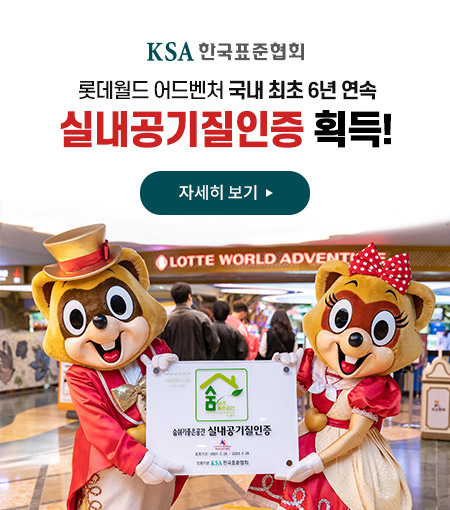 KSA 한국표준협회
롯데월드 어드벤처 국내 최초 6년 연속
실내공기질인증 획득!
자세히 보기 ▶
LOTTE WORLD ADVENTURE
숨
숨쉬기좋은공간 실내공기질인증
KSA 한국표준협회